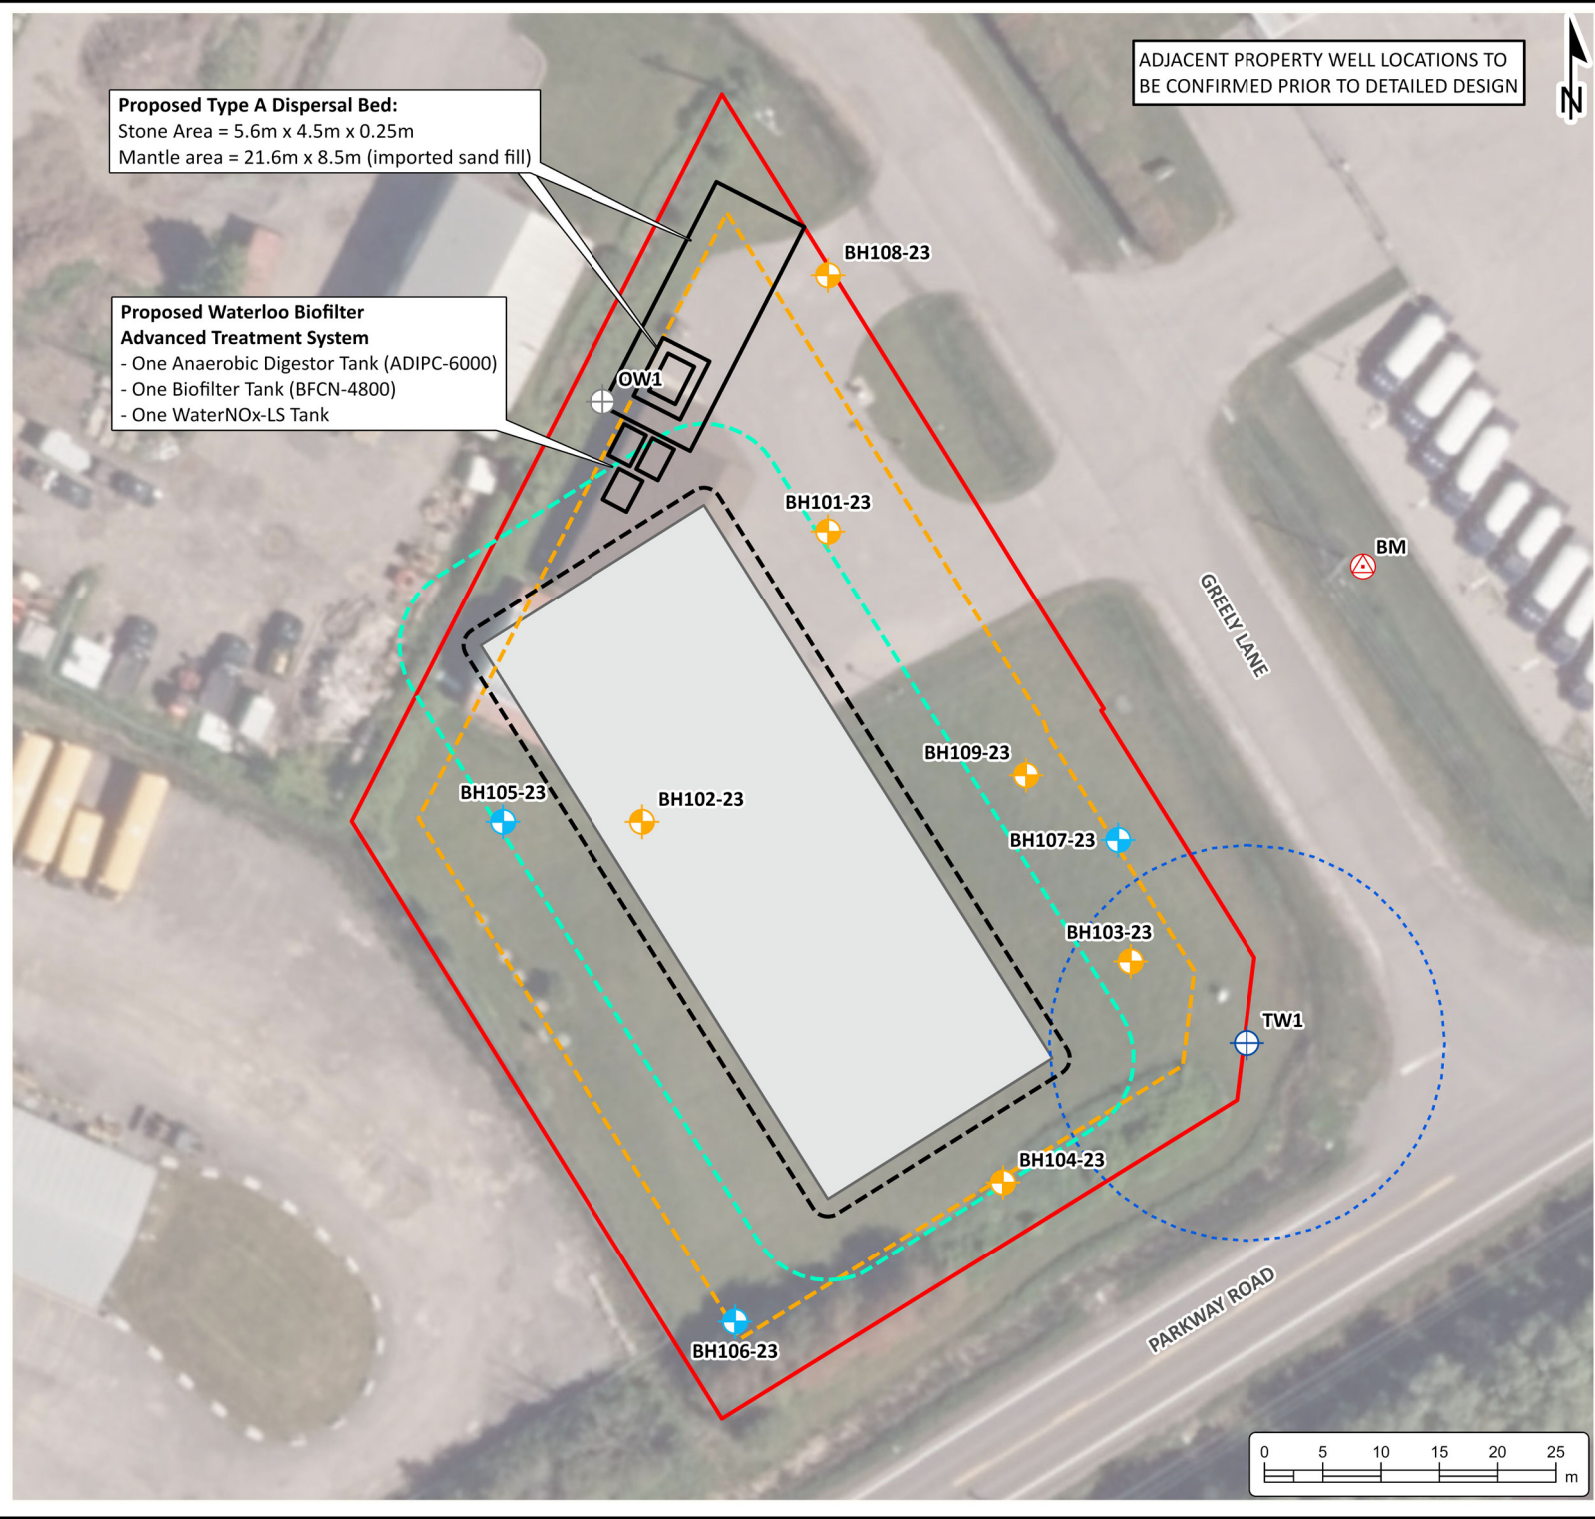 ADJACENT PROPERTY WELL LOCATIONS TO
BE CONFIRMED PRIOR TO DETAILED DESIGN
N
Proposed Type A Dispersal Bed:
Stone Area = 5.6m x 4.5m x 0.25m
Mantle area = 21.6m x 8.5m (imported sand fill)
BH108-23
Proposed Waterloo Biofilter
Advanced Treatment System
- One Anaerobic Digestor Tank (ADIPC-6000)
- One Biofilter Tank (BFCN-4800)
- One WaterNOx-LS Tank
OW1
BH101-23
BM
GREELY LANE
BH109-23
BH105-23
BH102-23
BH107-23
BH103-23
TW1
BH104-23
PARKWAY ROAD
BH106-23
0 5 10 15 20 25
m